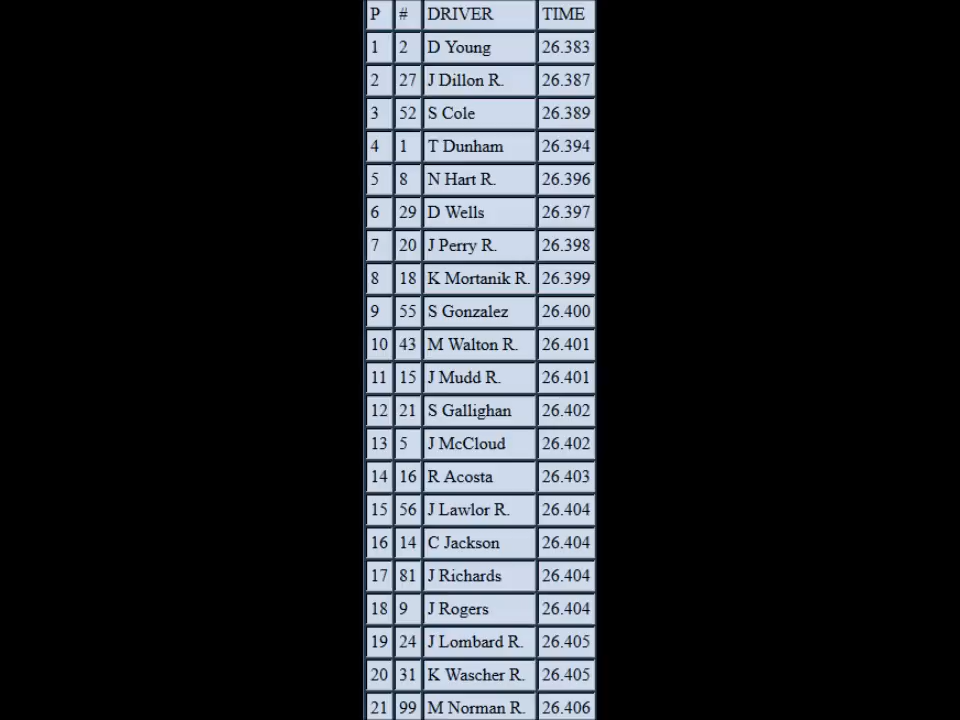 P # DRIVER TIME
1 2 D Young 26.383
2 27 J Dillon R. 26.387
3 52 S Cole 26.389
4 1 T Dunham 26.394
5 8 N Hart R. 26.396
6 29 D Wells 26.397
7 20 J Perry R. 26.398
8 18 K Mortanik R. 26.399
9 55 S Gonzalez 26.400
10 43 M Walton R. 26.401
11 15 J Mudd R. 26.401
12 21 S Gallighan 26.402
13 5 J McCloud 26.402
14 16 R Acosta 26.403
15 56 J Lawlor R. 26.404
16 14 C Jackson 26.404
17 81 J Richards 26.404
18 9 J Rogers 26.404
19 24 J Lombard R. 26.405
20 31 K Wascher R. 26.405
21 99 M Norman R. 26.406